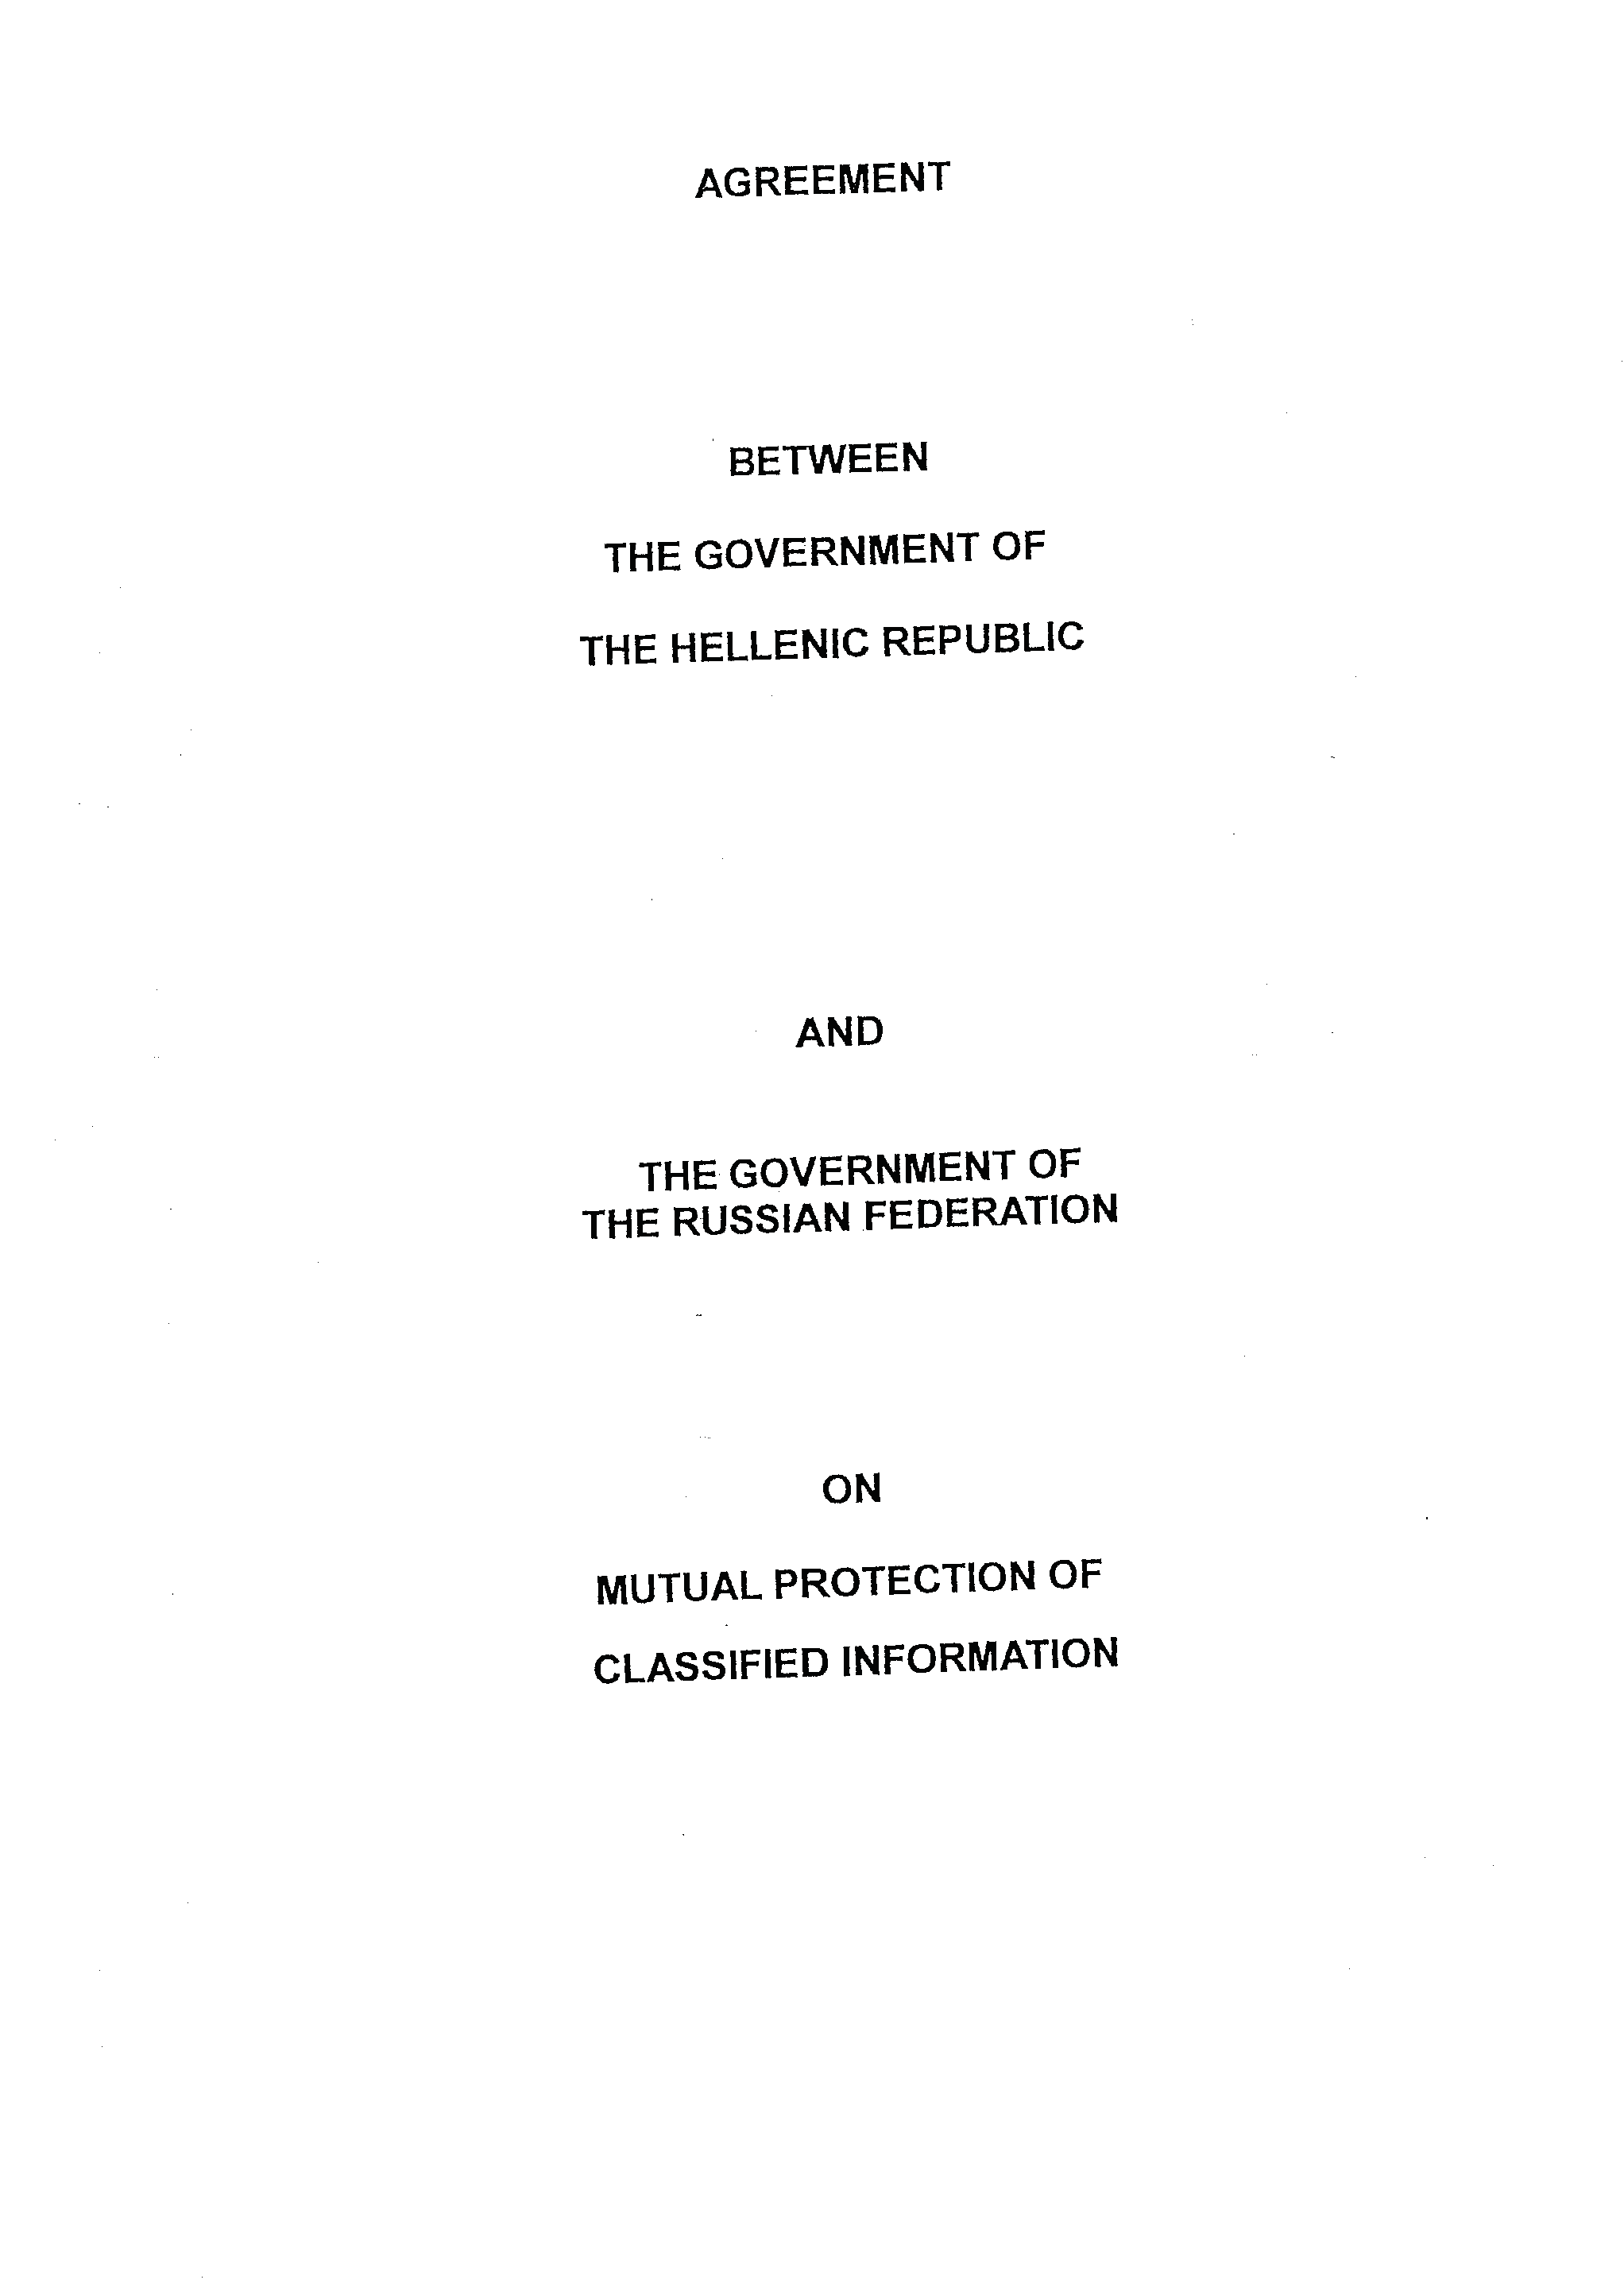 AGREEMENT
BETWEEN
THE GOVERNMENT OF
THE HELLENIC REPUBLIC
AND
THE GOVERNMENT OF
THE RUSSIAN FEDERATION
ON
MUTUAL PROTECTION OF
CLASSIFIED INFORMATION